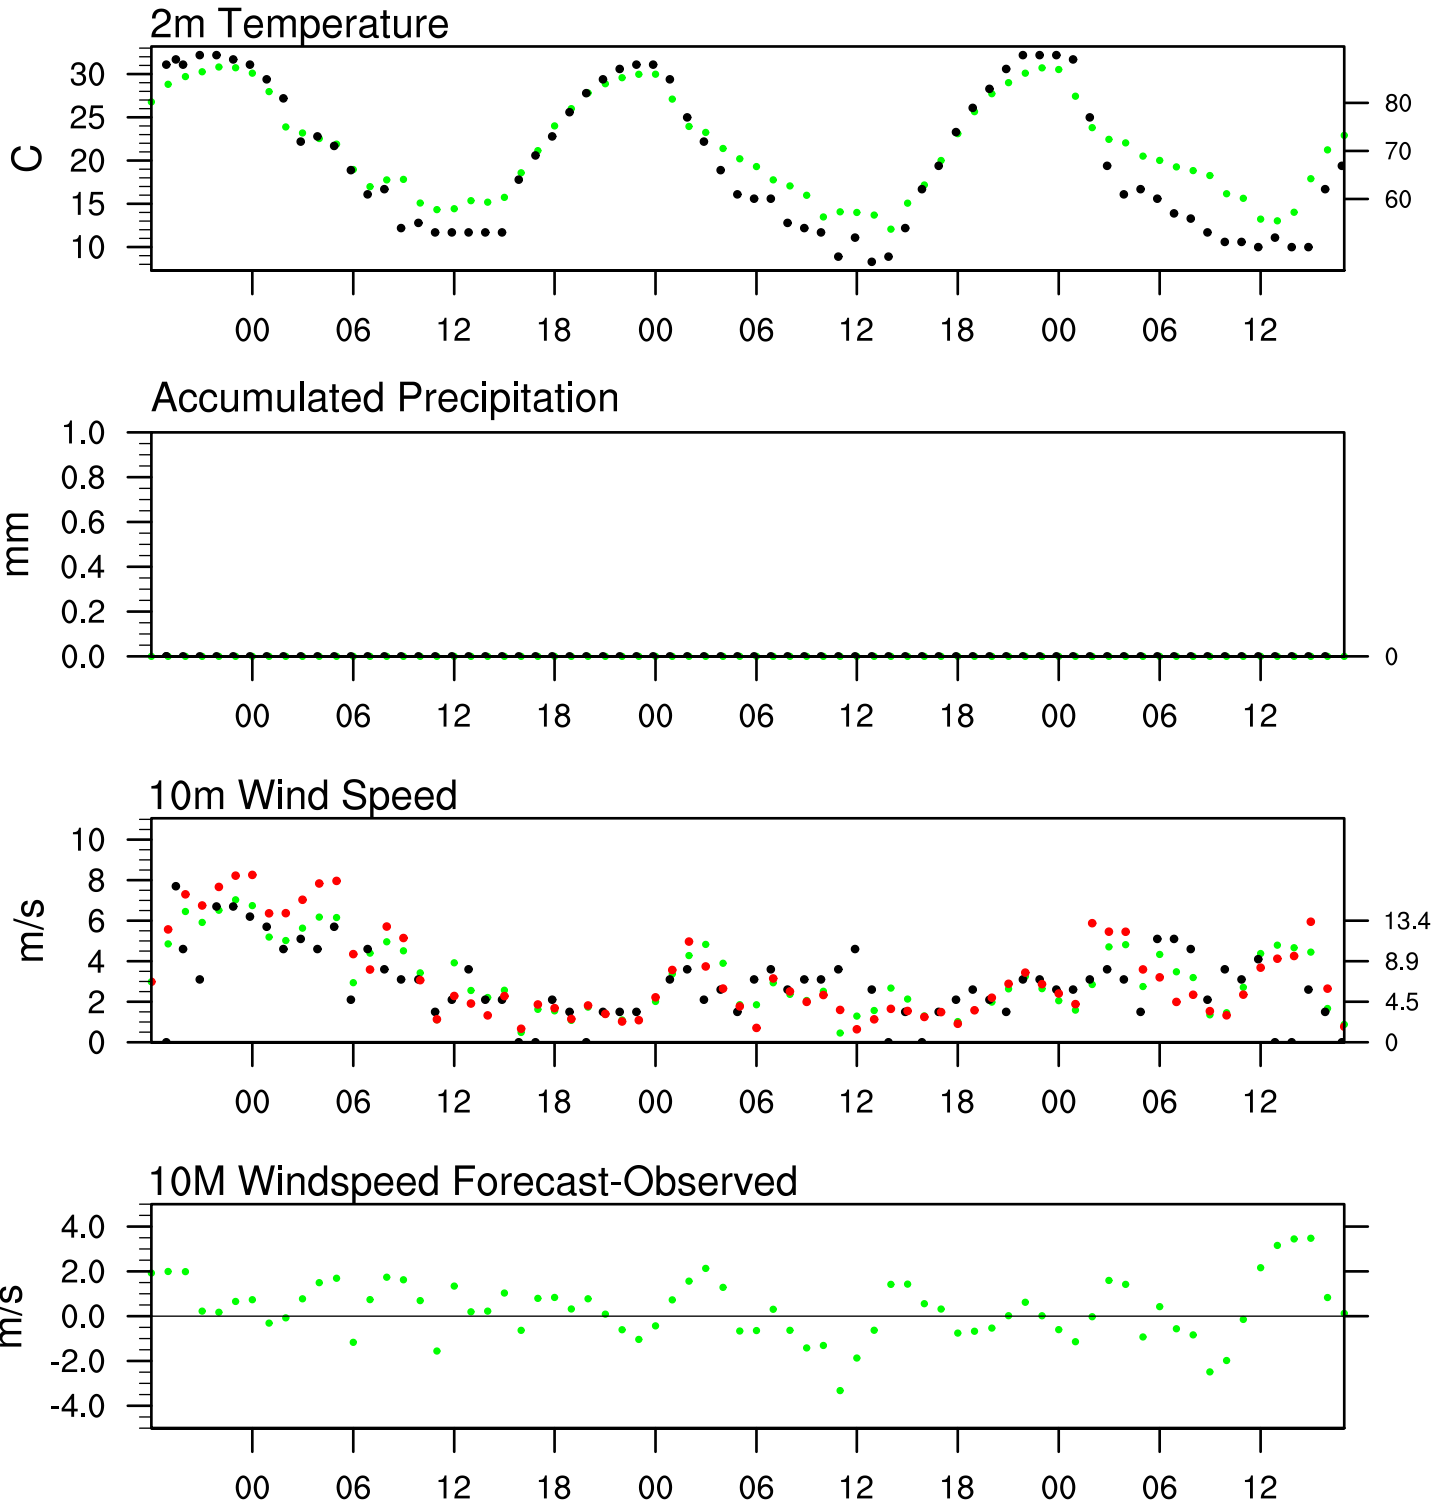 2m Temperature
30
25
20
15
10
C
80
70
60
00 06 12 18 00 06 12 18 00 06 12
Accumulated Precipitation
1.0
0.8
0.6
0.4
0.2
0.0
mm
0
00 06 12 18 00 06 12 18 00 06 12
10m Wind Speed
10
8
6
4
2
0
m/s
13.4
8.9
4.5
0
00 06 12 18 00 06 12 18 00 06 12
10M Windspeed Forecast-Observed
4.0
2.0
0.0
-2.0
-4.0
m/s
00 06 12 18 00 06 12 18 00 06 12